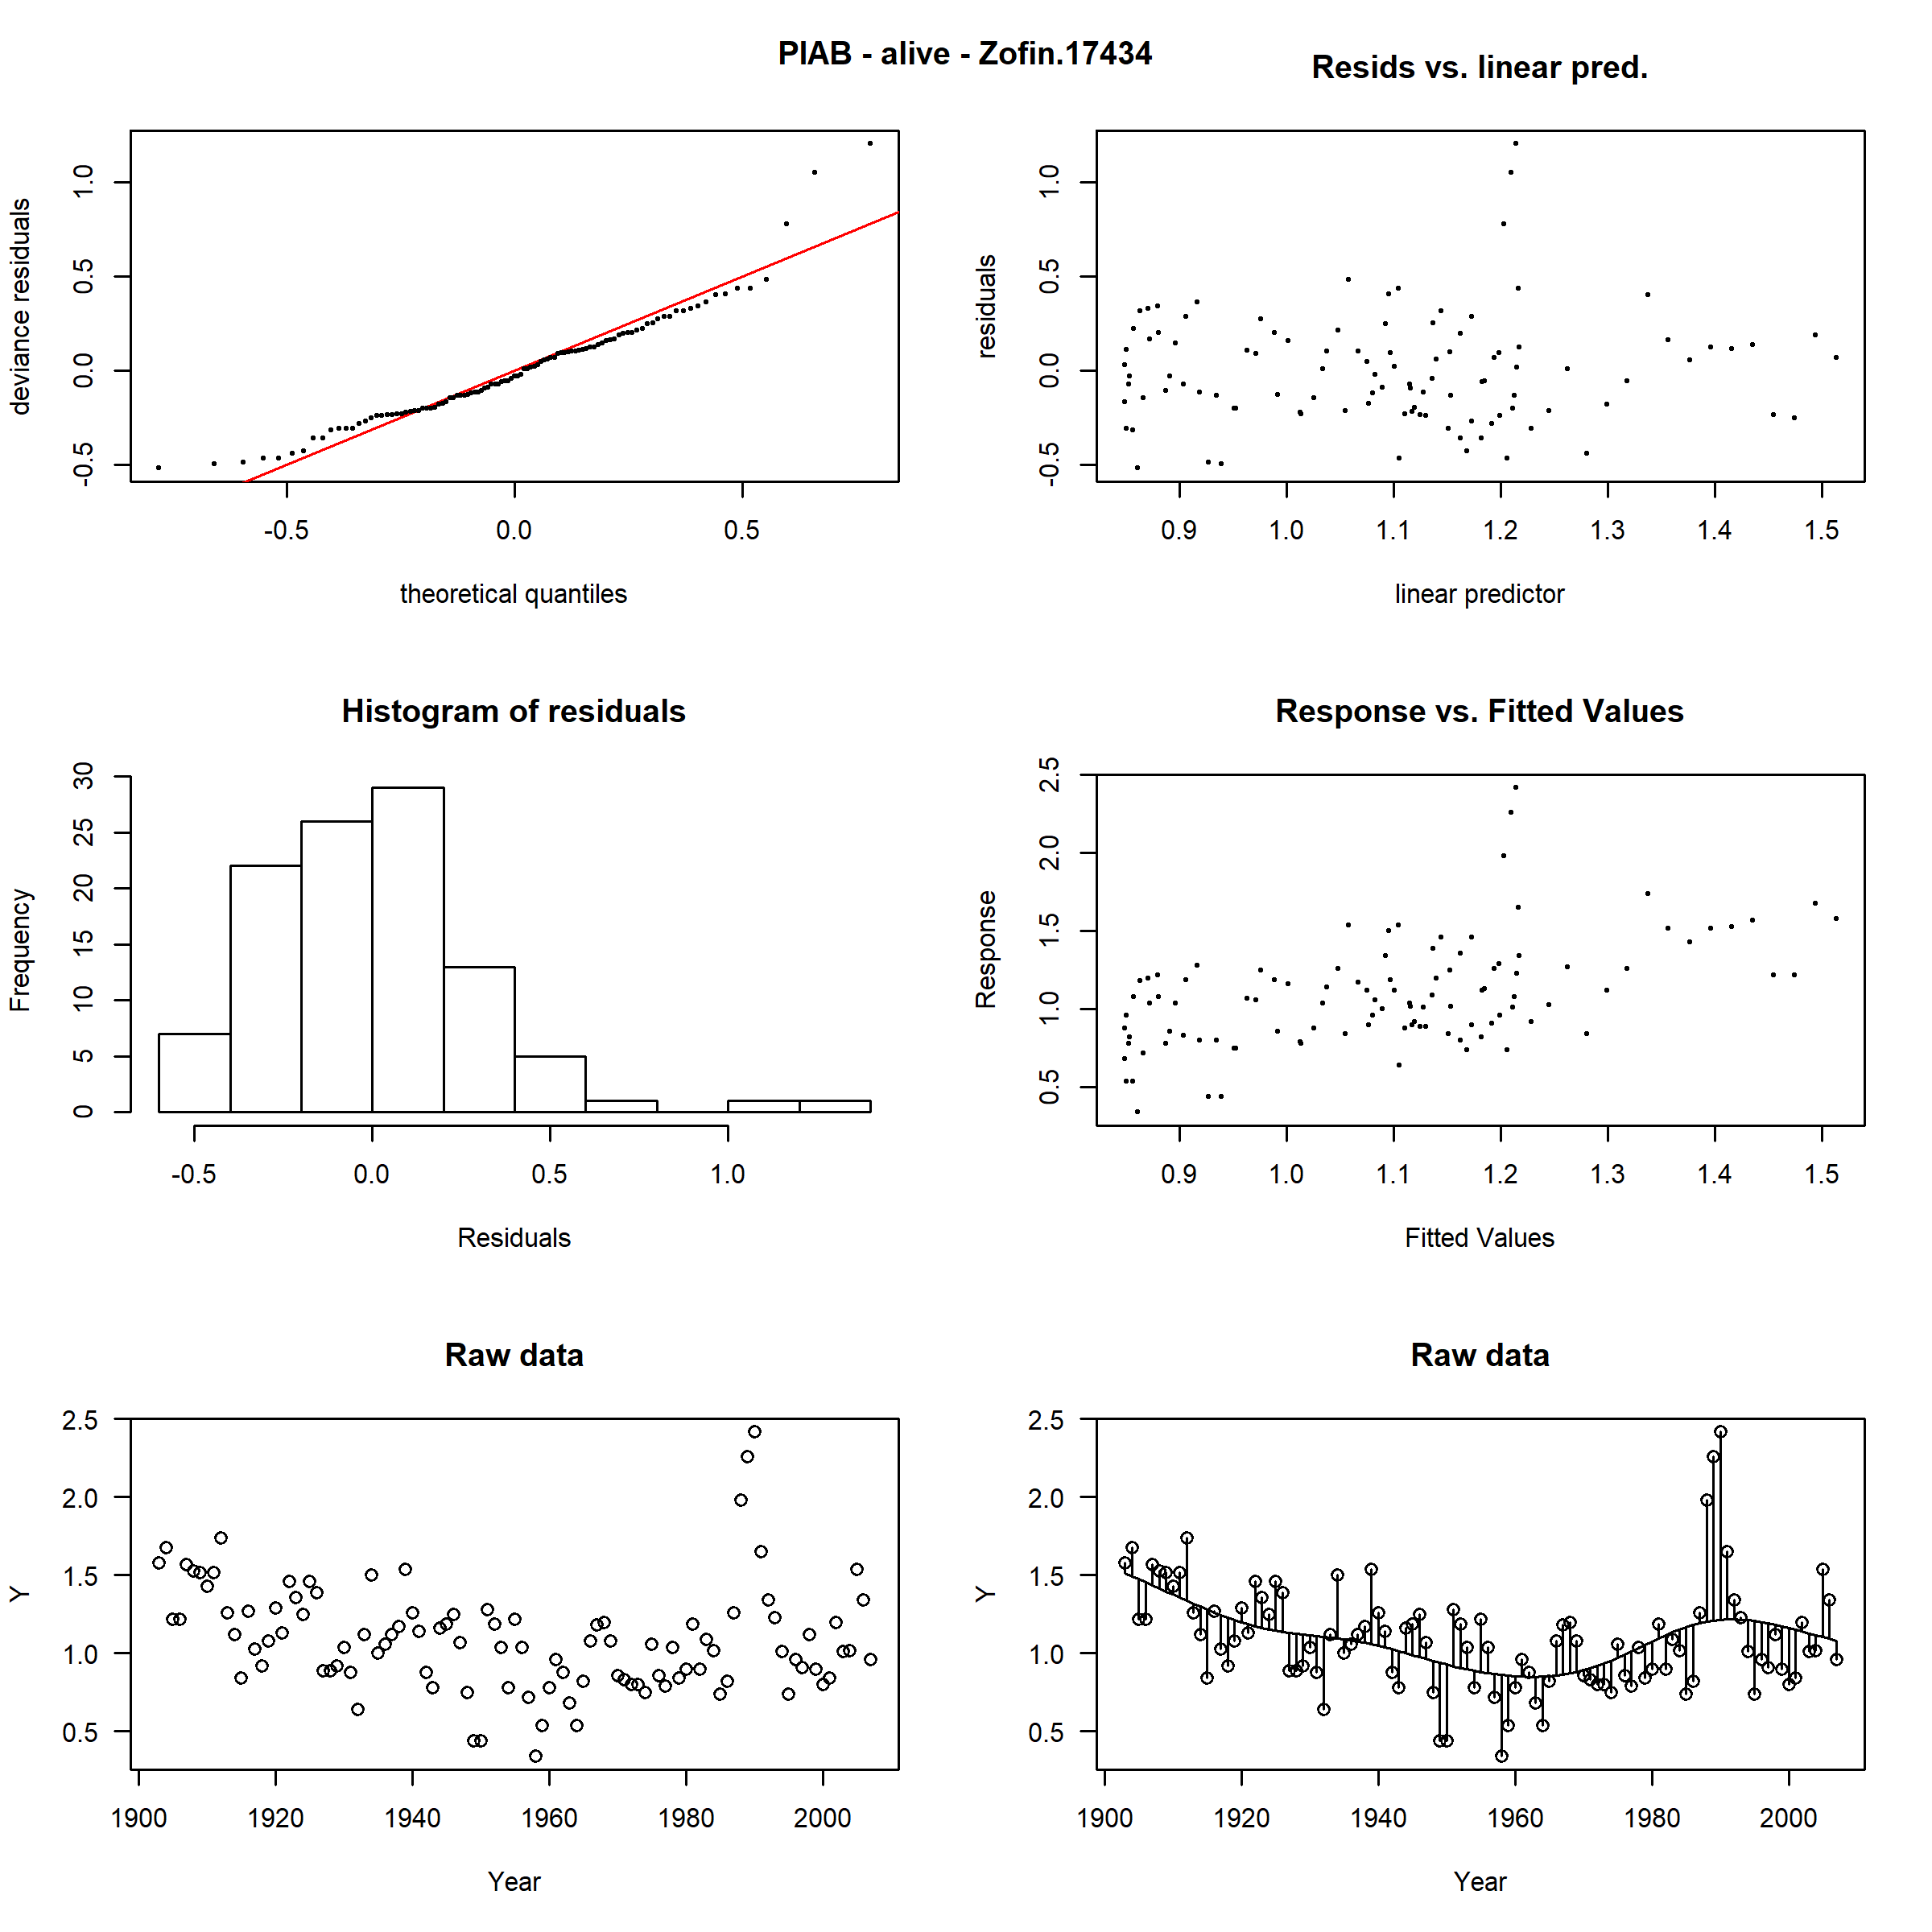 PIAB - alive - Zofin.17434
Resids vs. linear pred.
deviance residuals
-0.5 0.0 0.5 1.0
-0.5 0.0 0.5
theoretical quantiles
residuals
-0.5 0.0 0.5 1.0
0.9 1.0 1.1 1.2 1.3 1.4 1.5
linear predictor
Histogram of residuals
Frequency
0 5 10 15 20 25 30
-0.5 0.0 0.5 1.0
Residuals
Response vs. Fitted Values
Response
0.5 1.0 1.5 2.0 2.5
0.9 1.0 1.1 1.2 1.3 1.4 1.5
Fitted Values
Raw data
Y
2.5
2.0
1.5
1.0
0.5
1900 1920 1940 1960 1980 2000
Year
Raw data
Y
2.5
2.0
1.5
1.0
0.5
1900 1920 1940 1960 1980 2000
Year